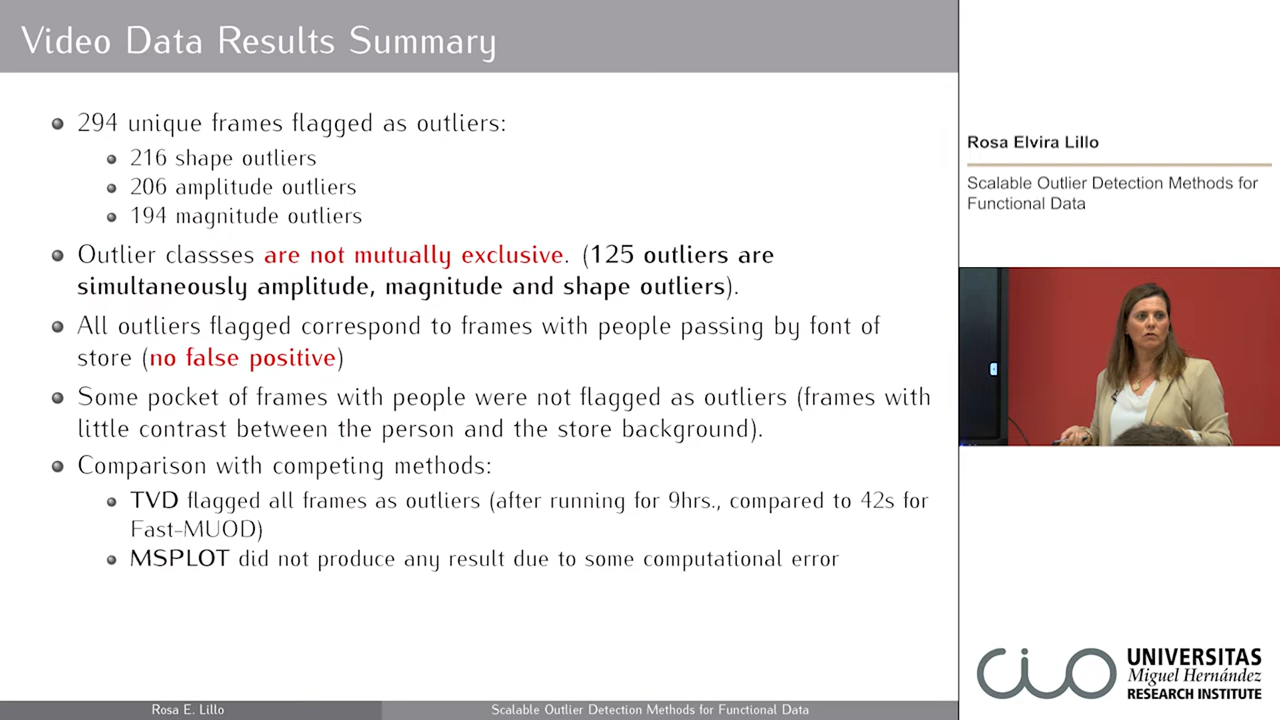 Video Data Results Summary
294 unique frames flagged as outliers:
216 shape outliers
206 amplitude outliers
194 magnitude outliers
Outlier classses are not mutually exclusive. (125 outliers are
simultaneously amplitude, magnitude and shape outliers).
All outliers flagged correspond to frames with people passing by font of
store (no false positive)
Some pocket of frames with people were not flagged as outliers (frames with
little contrast between the person and the store background).
Comparison with competing methods:
TVD flagged all frames as outliers (after running for 9hrs., compared to 42s for
Fast-MUOD)
MSPLOT did not produce any result due to some computational error
Rosa E. Lillo
Scalable Outlier Detection Methods for Functional Data
Rosa Elvira Lillo
Scalable Outlier Detection Methods for
Functional Data
cio
UNIVERSITAS
Miguel Hernández
RESEARCH INSTITUTE